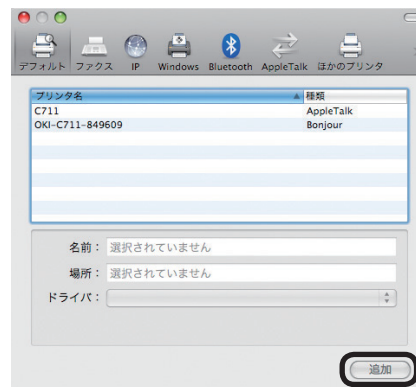 デフォルト ファクス IP Windows Bluetooth AppleTalk ほかのプリンタ
プリンタ名 種類
C711 AppleTalk
OKI-C711-849609 Bonjour
名前： 選択されていません
場所： 選択されていません
ドライバ：
追加